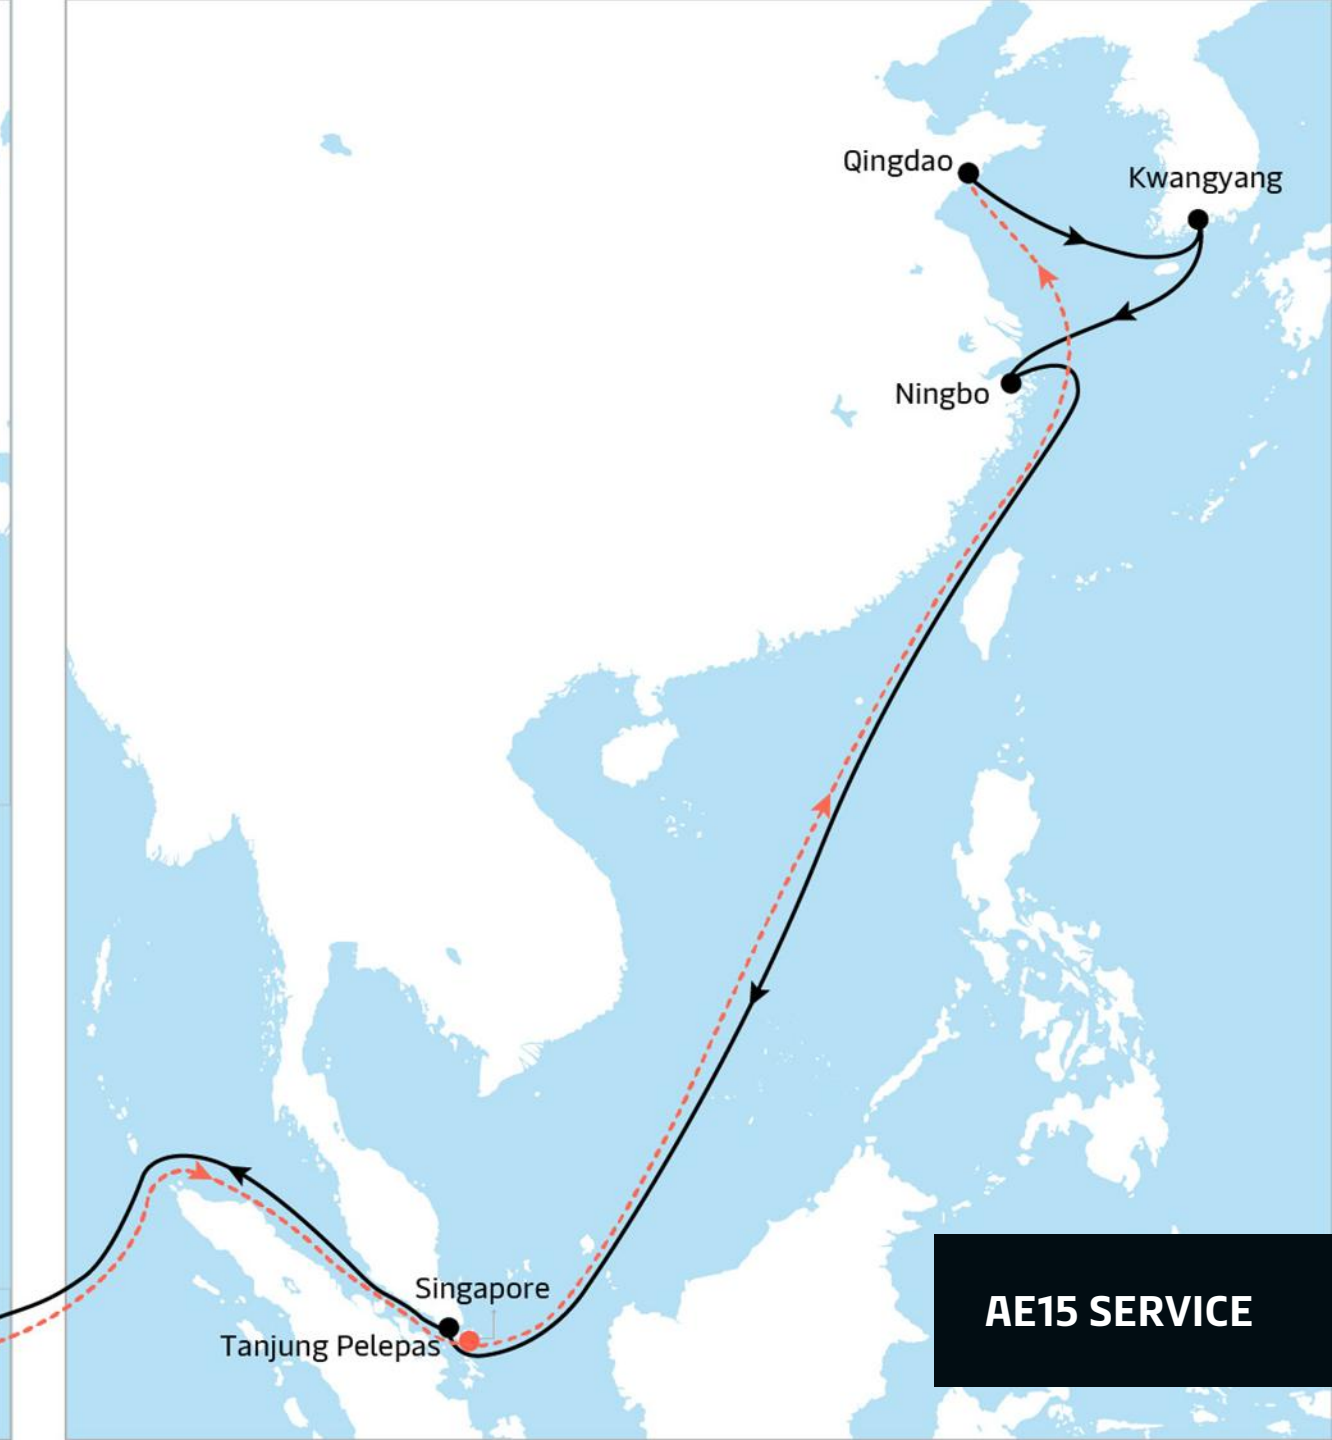 Qingdao
Kwangyang
Ningbo
Singapore
Tanjung Pelepas
AE15 SERVICE